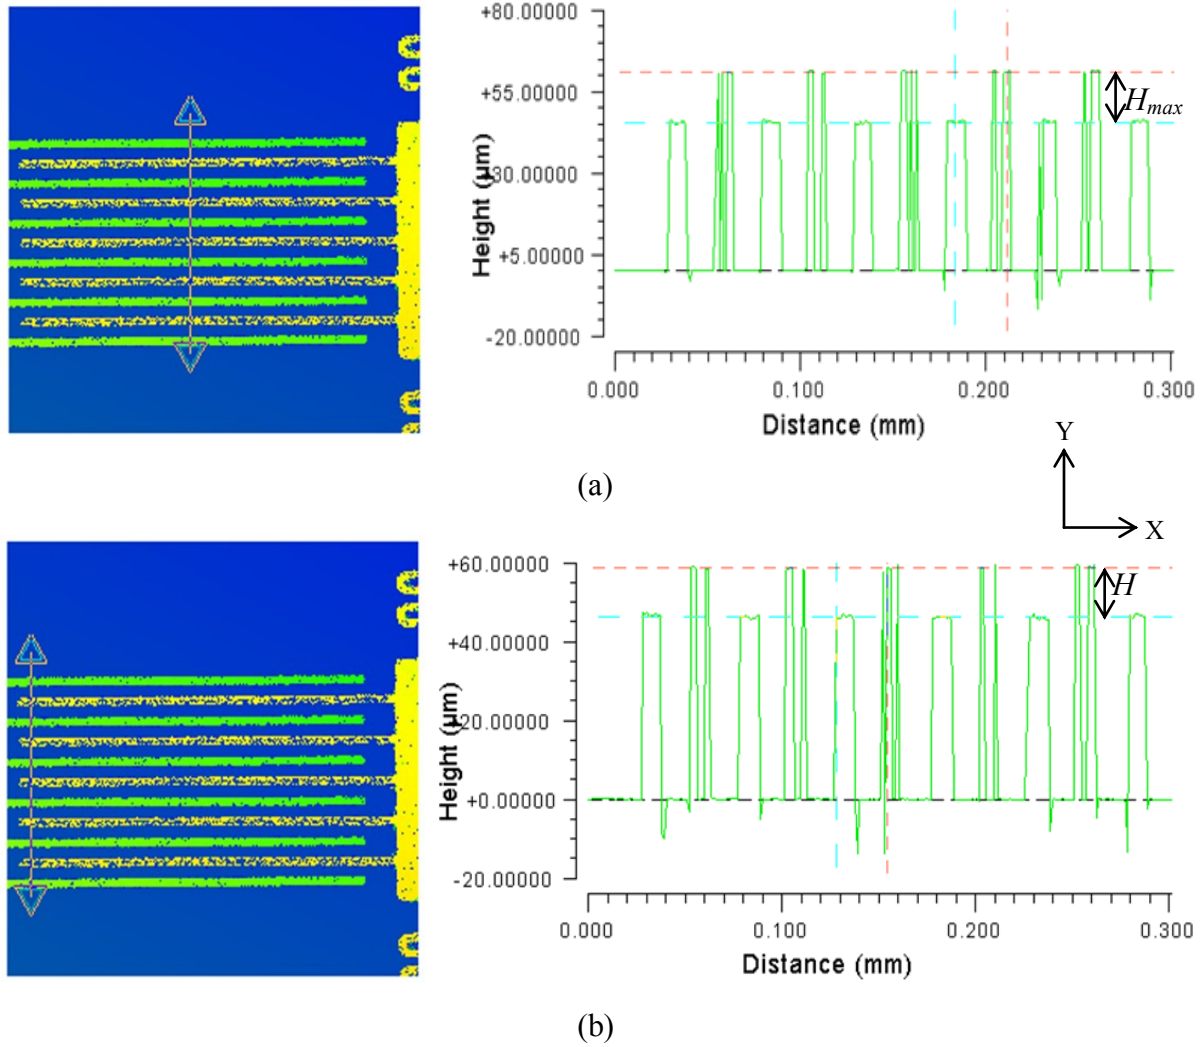 +80.00000
+55.00000
+30.00000
+5.00000
-20.00000
Height (µm)
Hmax
0.000
0.100
0.200
0.300
Distance (mm)
(a)
Y
X
+60.00000
+40.00000
+20.00000
+0.00000
-20.00000
Height (µm)
H
0.000
0.100
0.200
0.300
Distance (mm)
(b)